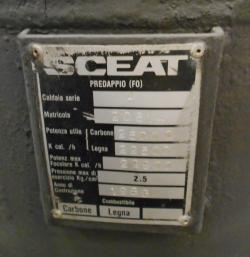 SCEAT
PREDAPPIO (FO)
Caldaia serie
Matricola
Potenza utile Carbone
K cal. /h Legna
Potenz. max
Focolare K cal. /h
Pressione max di
esercizio Kg./cm² 2.5
Anno di
Costruzione
Combustibile
Carbone Legna